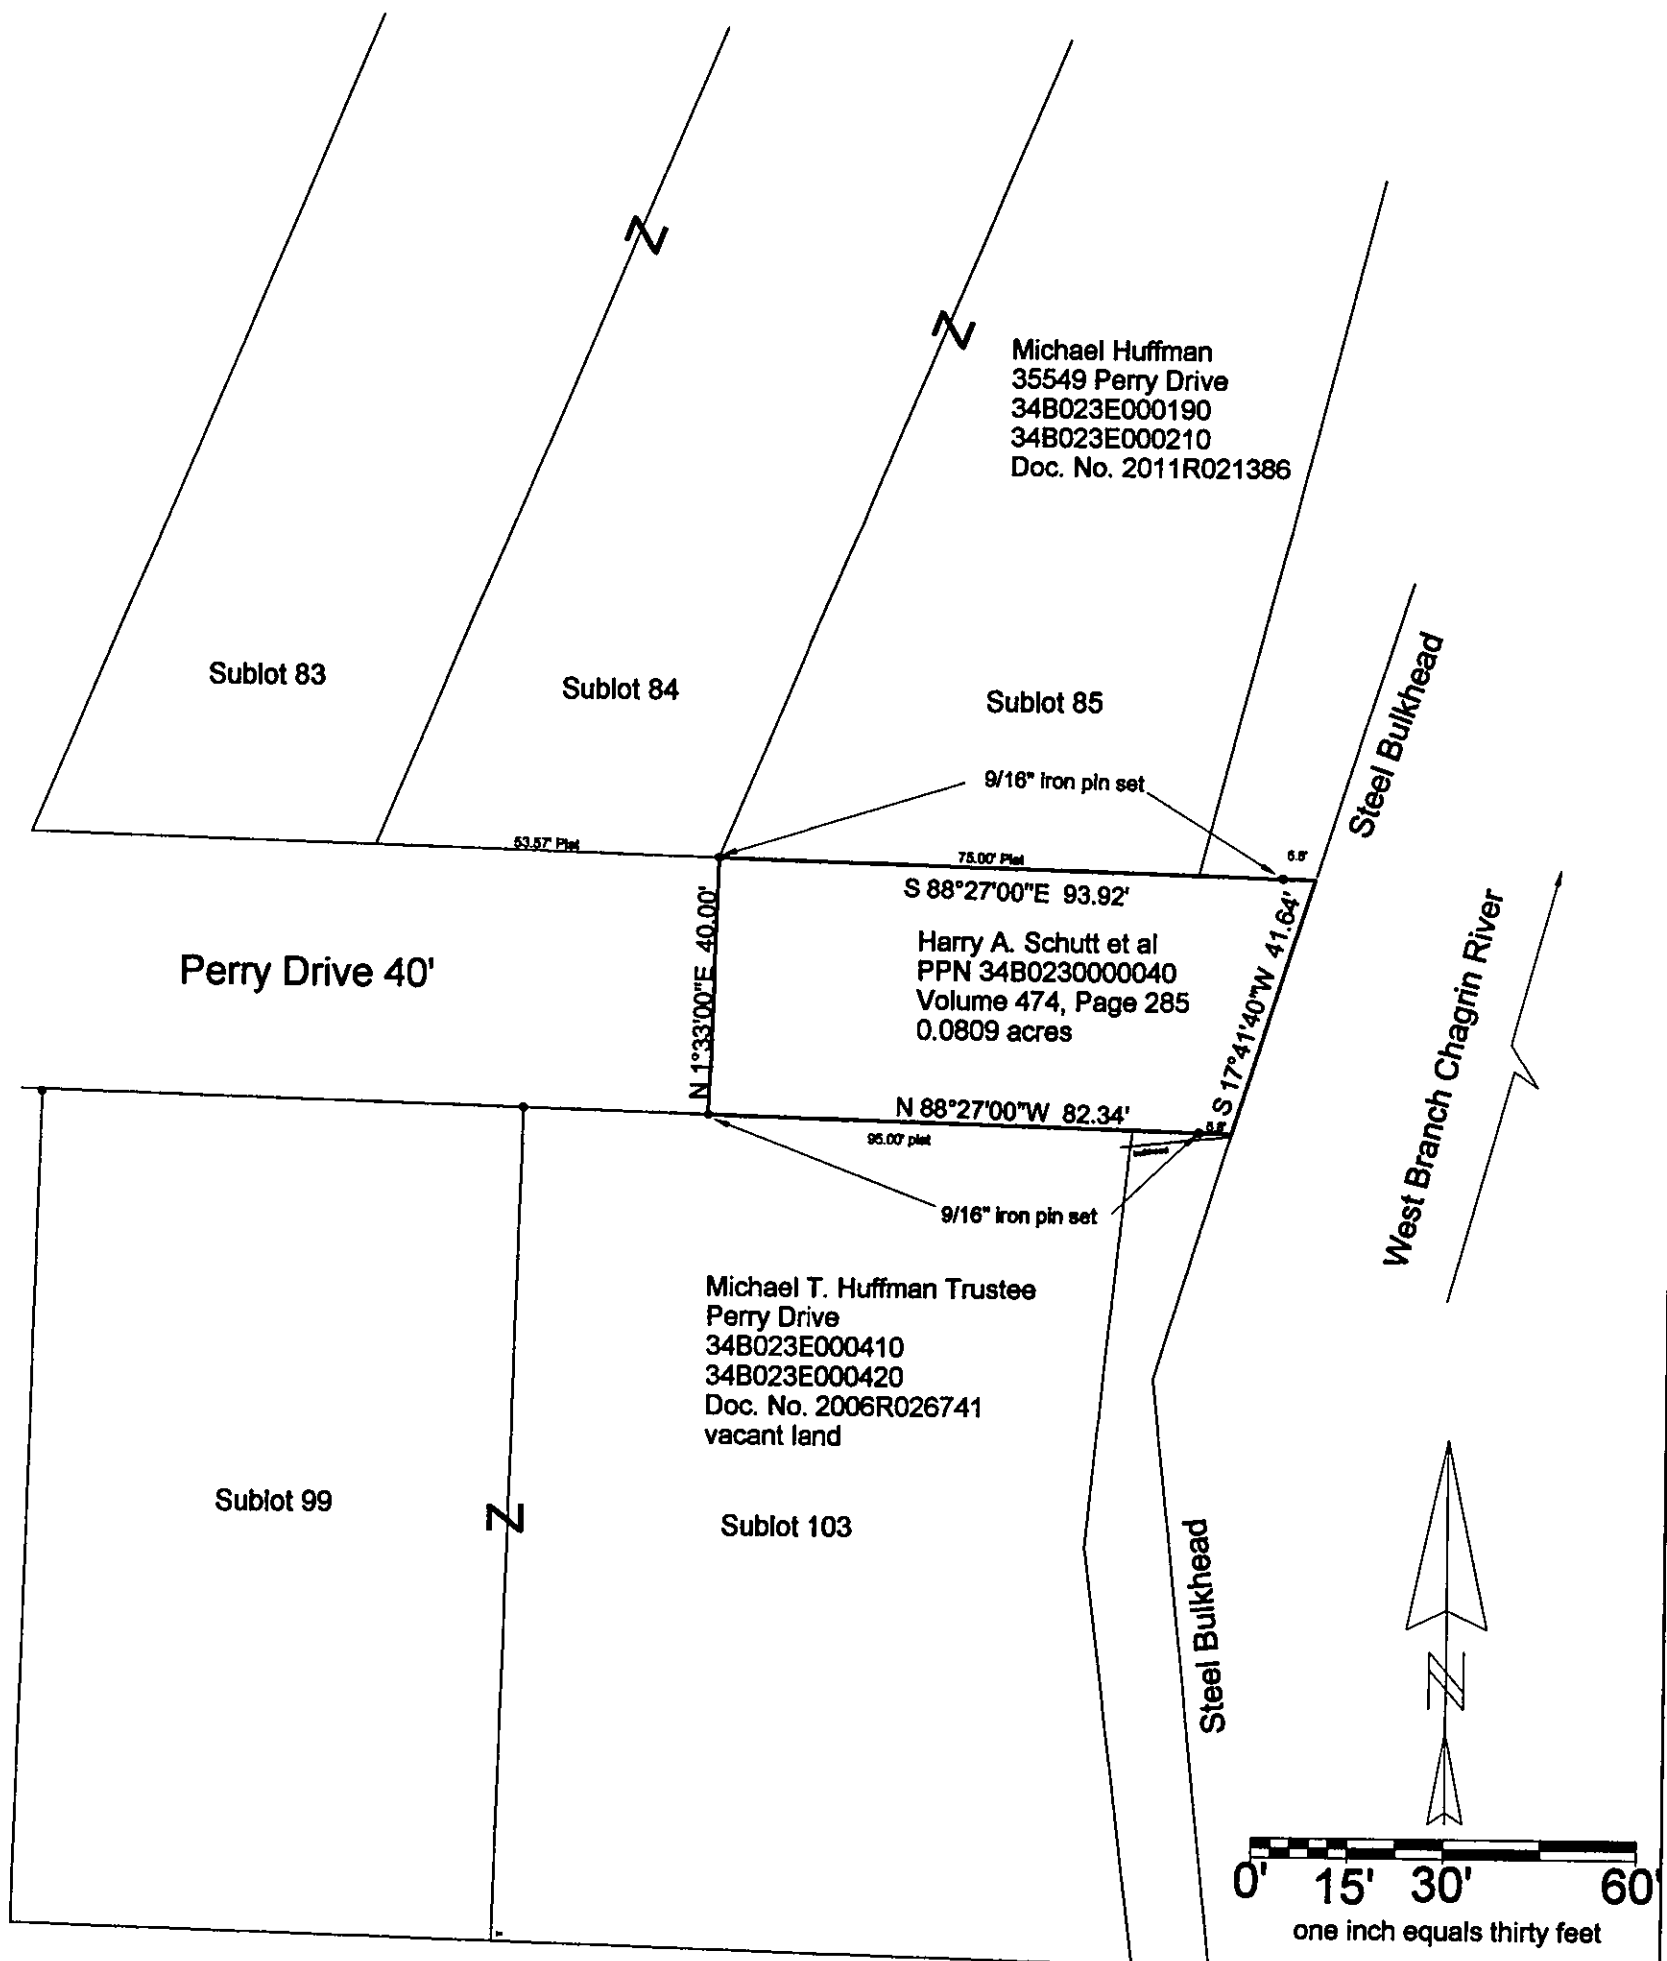 Michael Huffman
35549 Perry Drive
34B023E000190
34B023E000210
Doc. No. 2011R021386
Sublot 83
Sublot 84
Sublot 85
Steel Bulkhead
9/16" iron pin set
53.57' Plat
75.00' Plat
S 88°27'00"E 93.92'
N 1°33'00"E 40.00'
Harry A. Schutt et al
PPN 34B0230000040
Volume 474, Page 285
0.0809 acres
S 17°41'40"W 41.64'
Perry Drive 40'
West Branch Chagrin River
N 88°27'00"W 82.34'
95.00' plat
bulkhead
9/16" iron pin set
Michael T. Huffman Trustee
Perry Drive
34B023E000410
34B023E000420
Doc. No. 2006R026741
vacant land
Sublot 99
Sublot 103
Steel Bulkhead
N
0' 15' 30' 60'
one inch equals thirty feet